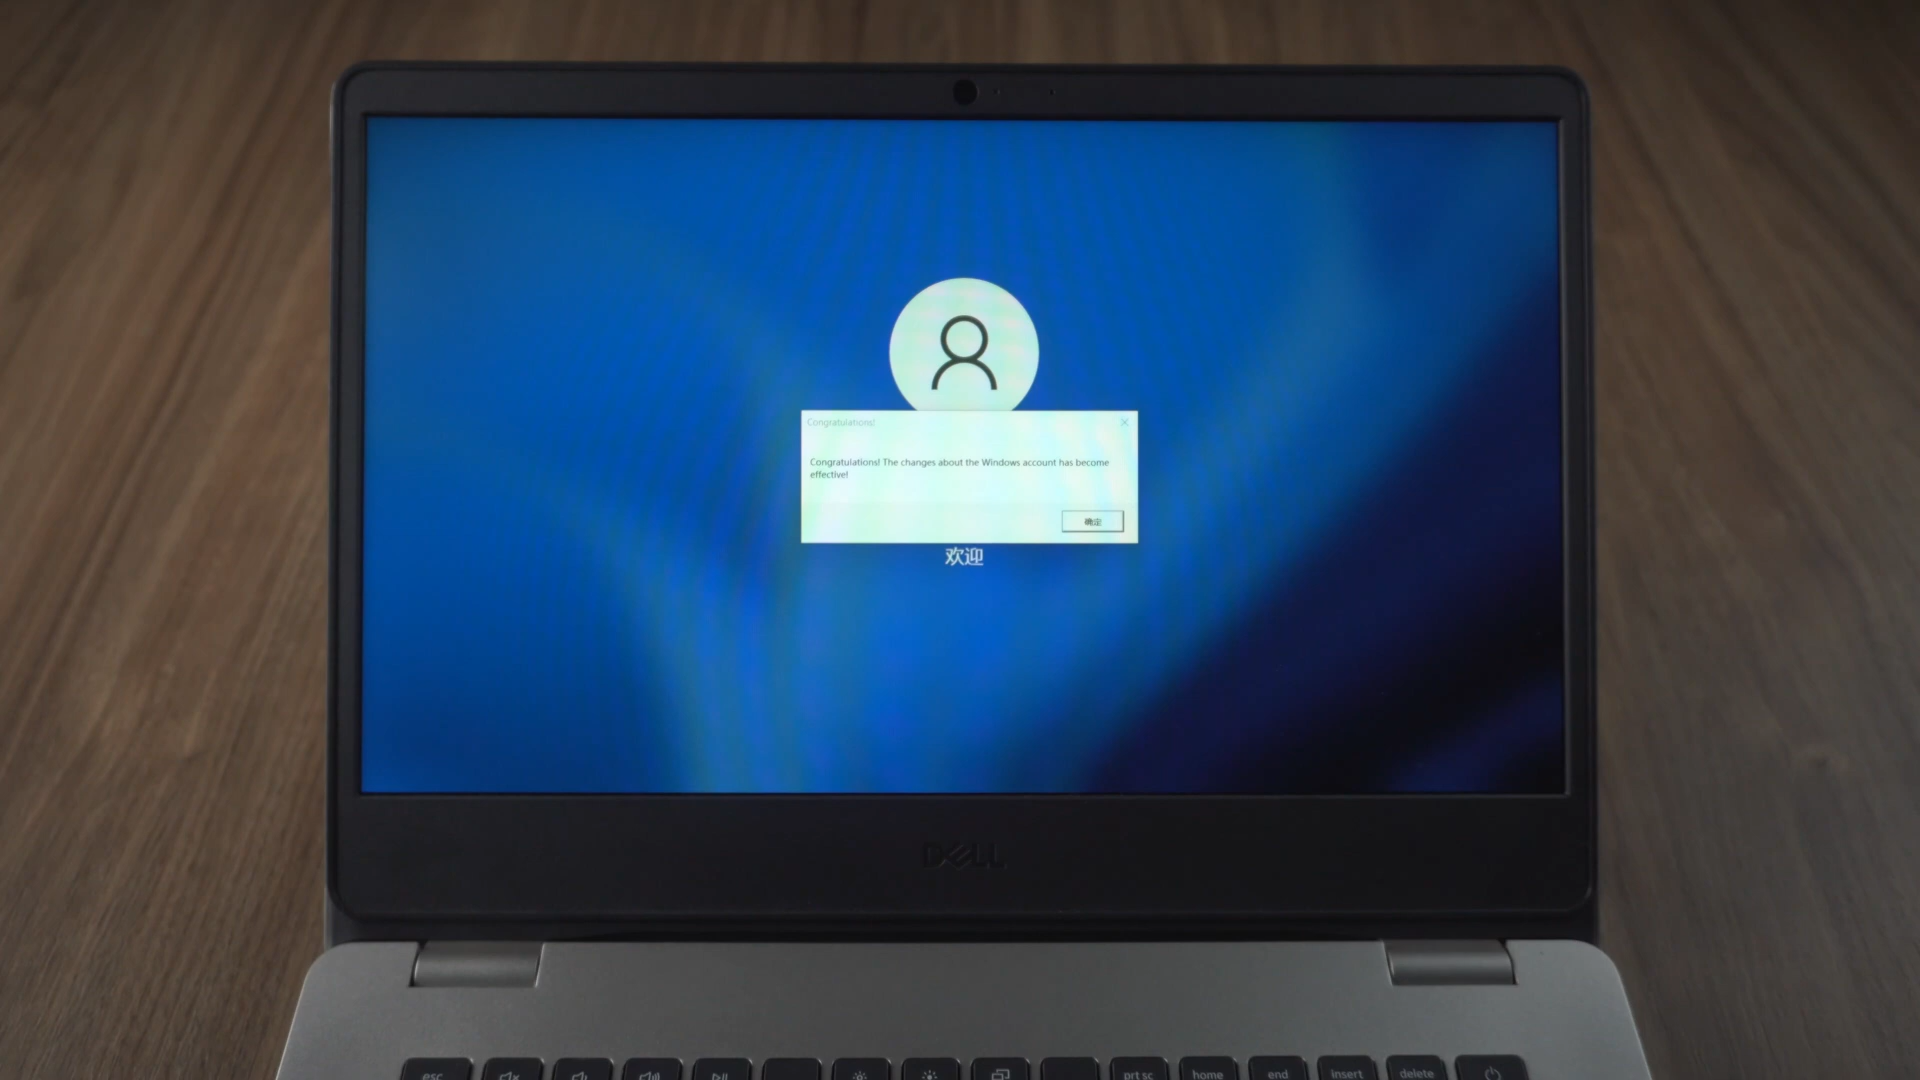 Congratulations!
Congratulations! The changes about the Windows account has become
effective!
确定
欢迎
DELL
esc
prt sc
home
end
insert
delete